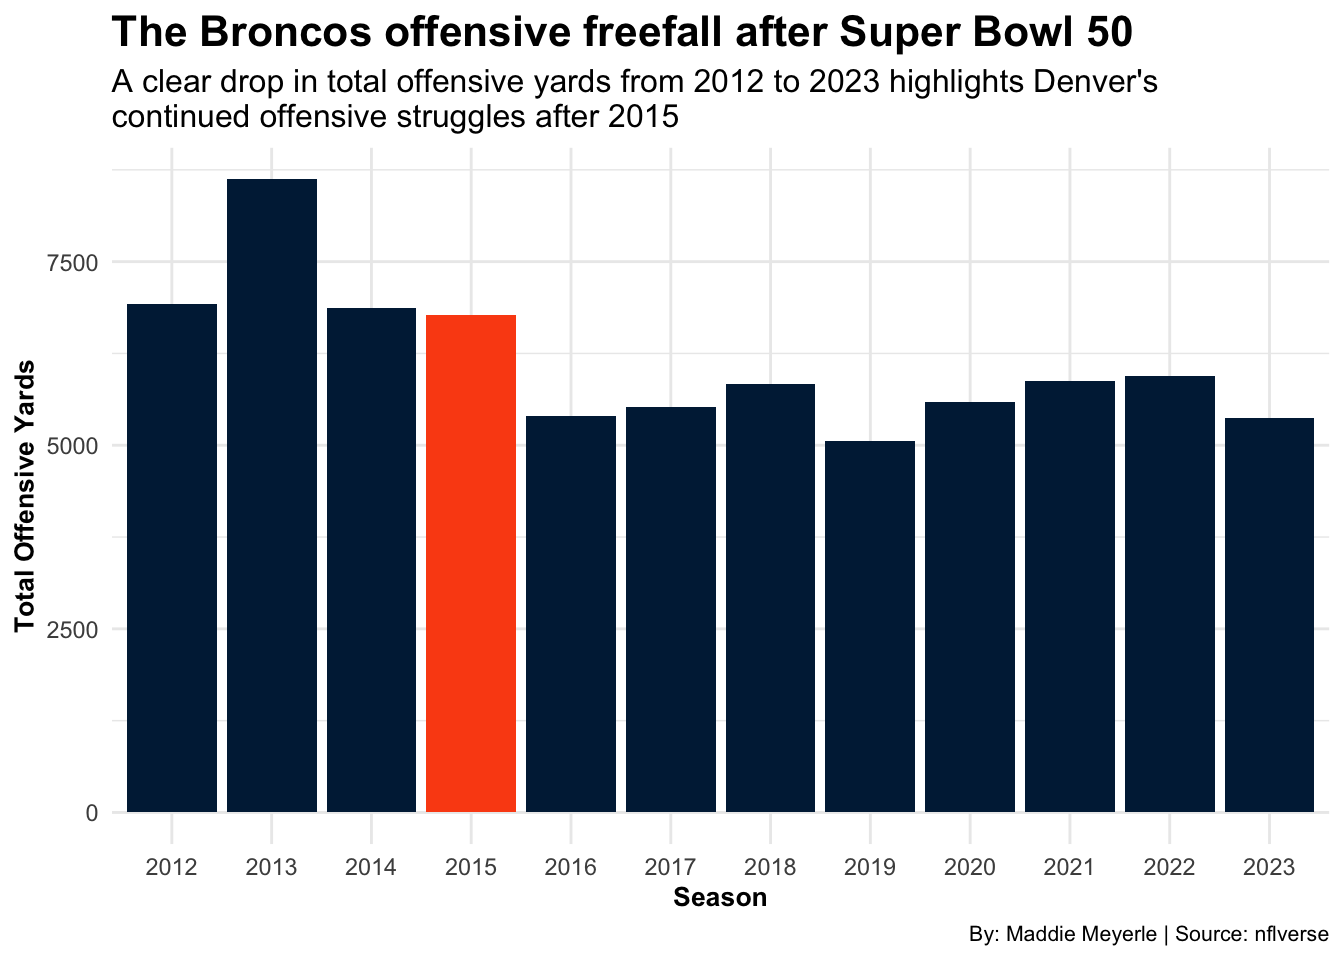 The Broncos offensive freefall after Super Bowl 50
A clear drop in total offensive yards from 2012 to 2023 highlights Denver's
continued offensive struggles after 2015
Total Offensive Yards
7500
5000
2500
0
2012 2013 2014 2015 2016 2017 2018 2019 2020 2021 2022 2023
Season
By: Maddie Meyerle | Source: nflverse